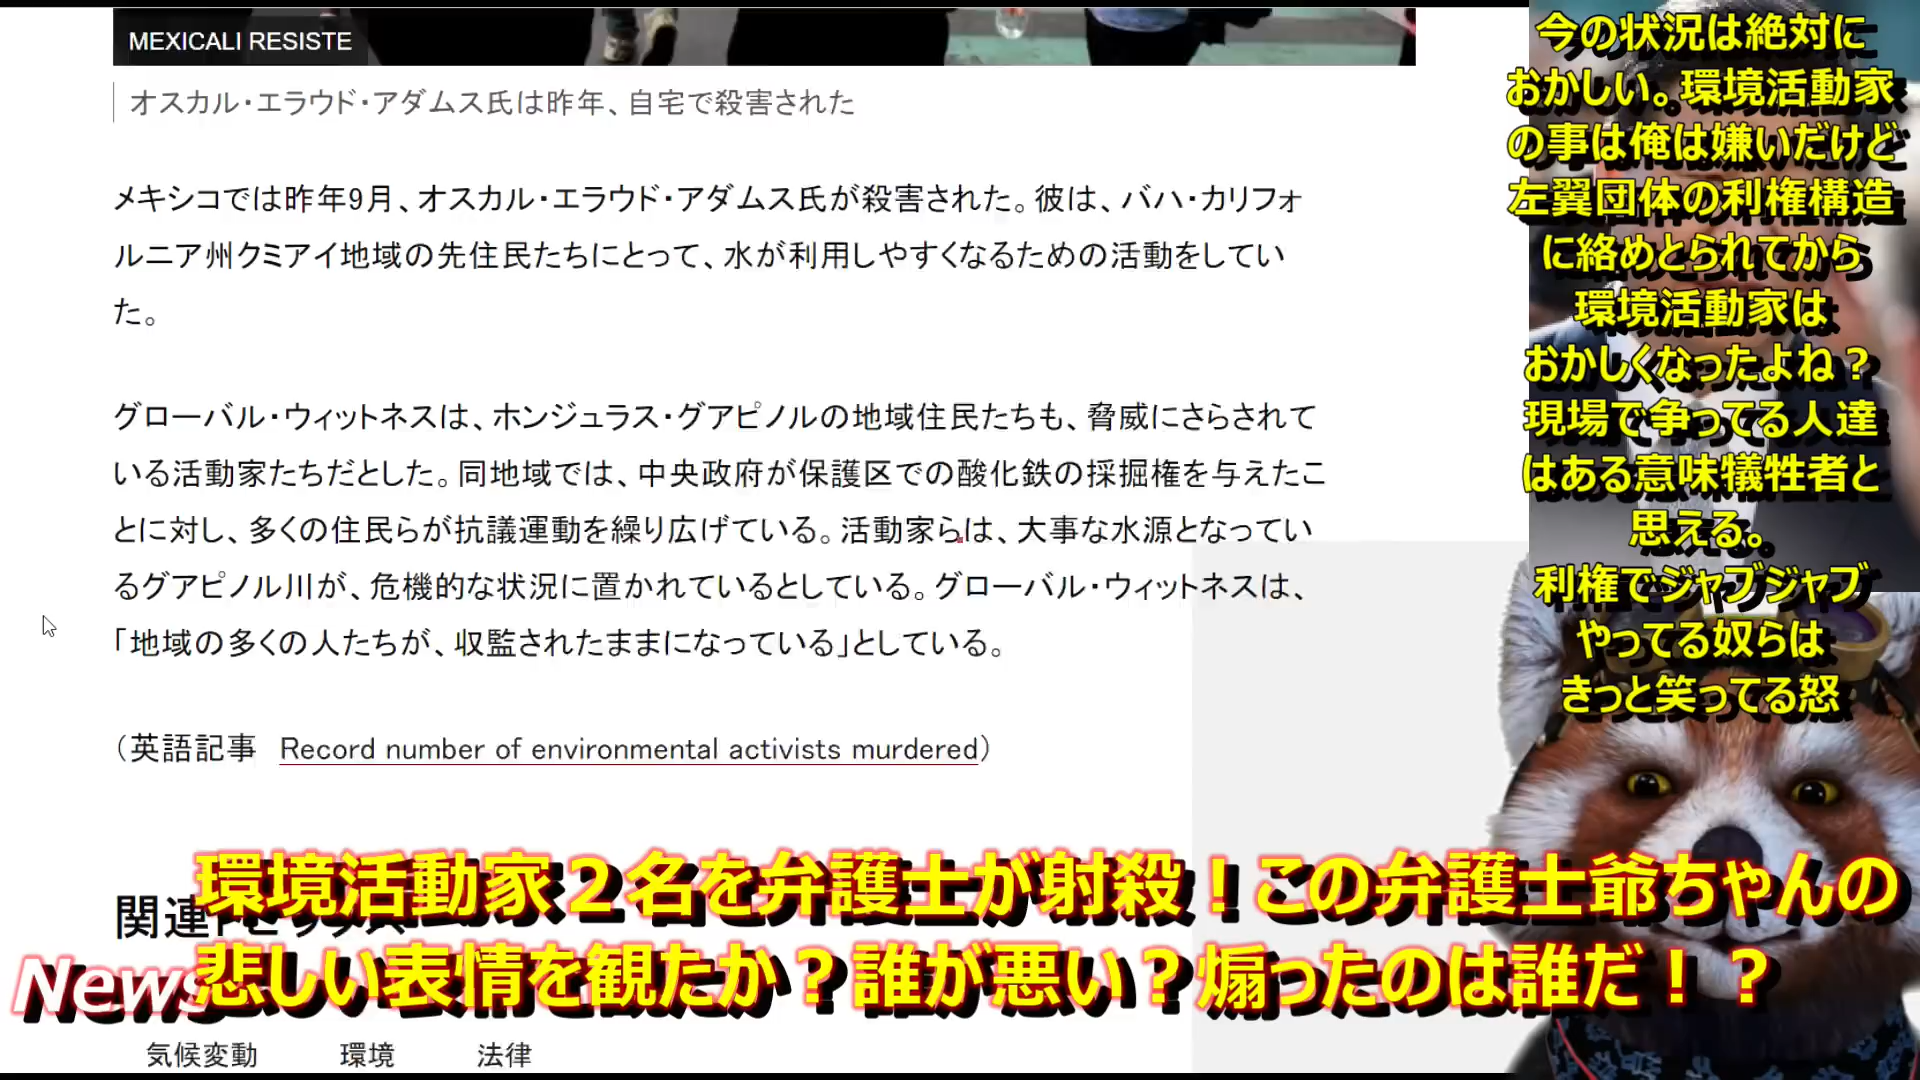 MEXICALI RESISTE
オスカル・エラウド・アダムス氏は昨年、自宅で殺害された
メキシコでは昨年9月、オスカル・エラウド・アダムス氏が殺害された。彼は、バハ・カリフォ
ルニア州クミアイ地域の先住民たちにとって、水が利用しやすくなるための活動をしてい
た。
グローバル・ウィットネスは、ホンジュラス・グアピノルの地域住民たちも、脅威にさらされて
いる活動家たちだとした。同地域では、中央政府が保護区での酸化鉄の採掘権を与えたこ
とに対し、多くの住民らが抗議運動を繰り広げている。活動家らは、大事な水源となってい
るグアピノル川が、危機的な状況に置かれているとしている。グローバル・ウィットネスは、
「地域の多くの人たちが、収監されたままになっている」としている。
（英語記事　Record number of environmental activists murdered）
関連トピックス
気候変動　環境　法律
今の状況は絶対に
おかしい。環境活動家
の事は俺は嫌いだけど
左翼団体の利権構造
に絡めとられてから
環境活動家は
おかしくなったよね？
現場で争ってる人達
はある意味犠牲者と
思える。
利権でジャブジャブ
やってる奴らは
きっと笑ってる怒
環境活動家２名を弁護士が射殺！この弁護士爺ちゃんの
悲しい表情を観たか？誰が悪い？煽ったのは誰だ！？
News